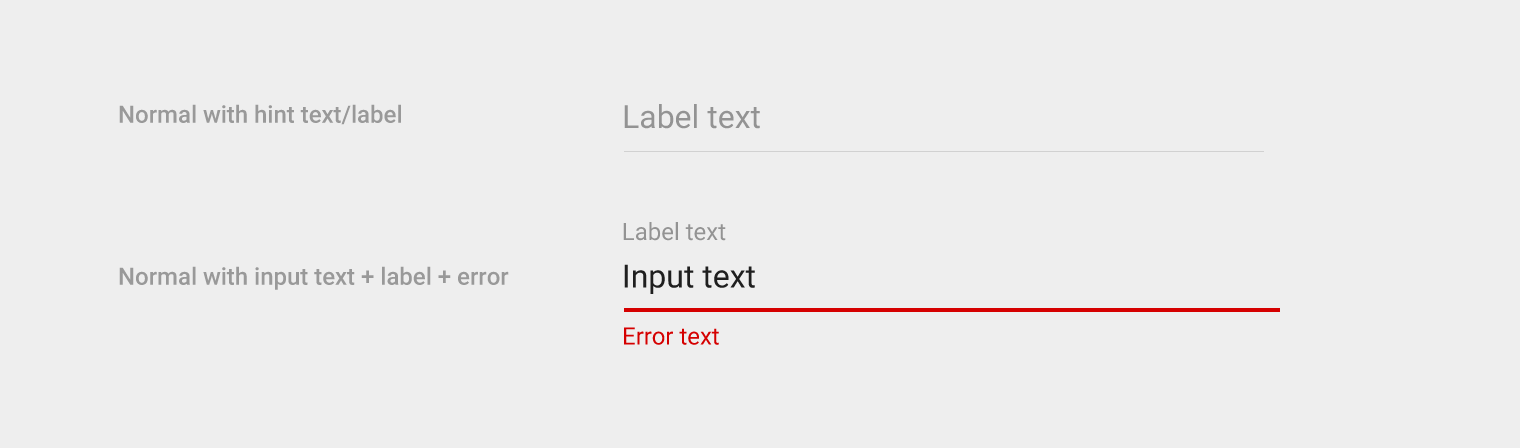 Normal with hint text/label
Label text
Label text
Normal with input text + label + error
Input text
Error text